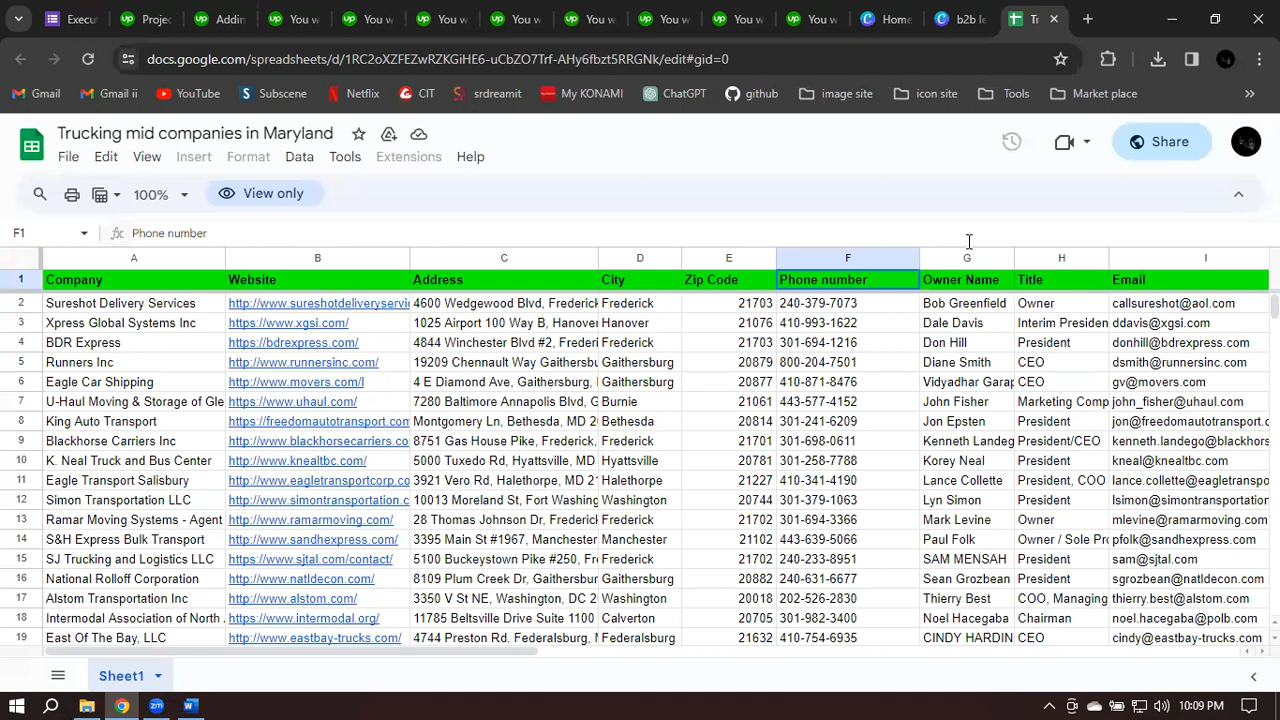 Execu Projec Addin You w You w You w You w You w You w You w You w Home b2b le Tr
docs.google.com/spreadsheets/d/1RC2oXZFEZwRZKGiHE6-uCbZO7Trf-AHy6fbzt5RRGNk/edit#gid=0
Gmail Gmail ii YouTube Subscene Netflix CIT srdreamit My KONAMI ChatGPT github image site icon site Tools Market place
Trucking mid companies in Maryland
Share
File Edit View Insert Format Data Tools Extensions Help
100% View only
F1 fx Phone number
A B C D E F G H I
1 Company Website Address City Zip Code Phone number Owner Name Title Email
2 Sureshot Delivery Services http://www.sureshotdeliveryservi 4600 Wedgewood Blvd, Frederic Frederick 21703 240-379-7073 Bob Greenfield Owner callsureshot@aol.com
3 Xpress Global Systems Inc https://www.xgsi.com/ 1025 Airport 100 Way B, Hanover Hanover 21076 410-993-1622 Dale Davis Interim Presiden ddavis@xgsi.com
4 BDR Express https://bdrexpress.com/ 4844 Winchester Blvd #2, Frederic Frederick 21703 301-694-1216 Don Hill President donhill@bdrexpress.com
5 Runners Inc http://www.runnersinc.com/ 19209 Chennault Way Gaithersbu Gaithersburg 20879 800-204-7501 Diane Smith CEO dsmith@runnersinc.com
6 Eagle Car Shipping http://www.movers.com/l 4 E Diamond Ave, Gaithersburg, Gaithersburg 20877 410-871-8476 Vidyadhar Garap CEO gv@movers.com
7 U-Haul Moving & Storage of Gle http://www.uhaul.com/ 7280 Baltimore Annapolis Blvd, G Burnie 21061 443-577-4152 John Fisher Marketing Comp john_fisher@uhaul.com
8 King Auto Transport https://freedomautotransport.com Montgomery Ln, Bethesda, MD 20 Bethesda 20814 301-241-6209 Jon Epsten President jon@freedomautotransport.c
9 Blackhorse Carriers Inc http://www.blackhorsecarriers.co 8751 Gas House Pike, Frederick, Frederick 21701 301-698-0611 Kenneth Landeg President/CEO kenneth.landego@blackhors
10 K. Neal Truck and Bus Center http://www.knealtbc.com/ 5000 Tuxedo Rd, Hyattsville, MD Hyattsville 20781 301-258-7788 Korey Neal President kneal@knealtbc.com
11 Eagle Transport Salisbury http://www.eagletransportcorp.co 3921 Vero Rd, Halethorpe, MD 21 Halethorpe 21227 410-341-4190 Lance Collette President, COO lance.collette@eagletranspo
12 Simon Transportation LLC http://www.simontransportation.c 10013 Moreland St, Fort Washing Washington 20744 301-379-1063 Lyn Simon President lsimon@simontransportation
13 Ramar Moving Systems - Agent http://www.ramarmoving.com/ 28 Thomas Johnson Dr, Frederick Frederick 21702 301-694-3366 Mark Levine Owner mlevine@ramarmoving.com
14 S&H Express Bulk Transport http://www.sandhexpress.com/ 3395 Main St #1967, Manchester, Manchester 21102 443-639-5066 Paul Folk Owner / Sole Pro pfolk@sandhexpress.com
15 SJ Trucking and Logistics LLC https://www.sjtal.com/contact/ 5100 Buckeystown Pike #250, Fr Frederick 21702 240-233-8951 SAM MENSAH President sam@sjtal.com
16 National Rolloff Corporation http://www.natldecon.com/ 8109 Plum Creek Dr, Gaithersbur Gaithersburg 20882 240-631-6677 Sean Grozbean President sgrozbean@natldecon.com
17 Alstom Transportation Inc http://www.alstom.com/ 3350 V St NE, Washington, DC 2 Washington 20018 202-526-2830 Thierry Best COO, Managing thierry.best@alstom.com
18 Intermodal Association of North http://www.intermodal.org/ 11785 Beltsville Drive Suite 1100 Calverton 20705 301-982-3400 Noel Hacegaba Chairman noel.hacegaba@polb.com
19 East Of The Bay, LLC http://www.eastbay-trucks.com/ 4744 Preston Rd, Federalsburg, M Federalsburg 21632 410-754-6935 CINDY HARDIN CEO cindy@eastbay-trucks.com
Sheet1
10:09 PM